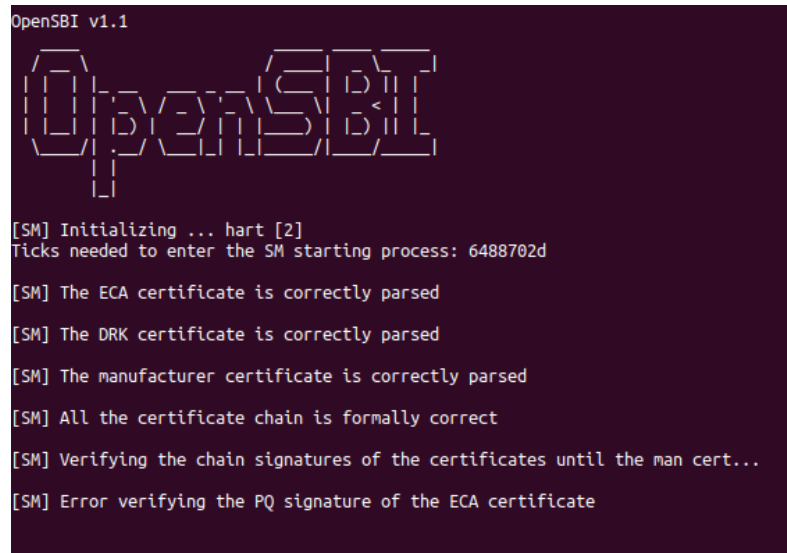 OpenSBI v1.1
OpenSBI
[SM] Initializing ... hart [2]
Ticks needed to enter the SM starting process: 6488702d
[SM] The ECA certificate is correctly parsed
[SM] The DRK certificate is correctly parsed
[SM] The manufacturer certificate is correctly parsed
[SM] All the certificate chain is formally correct
[SM] Verifying the chain signatures of the certificates until the man cert...
[SM] Error verifying the PQ signature of the ECA certificate